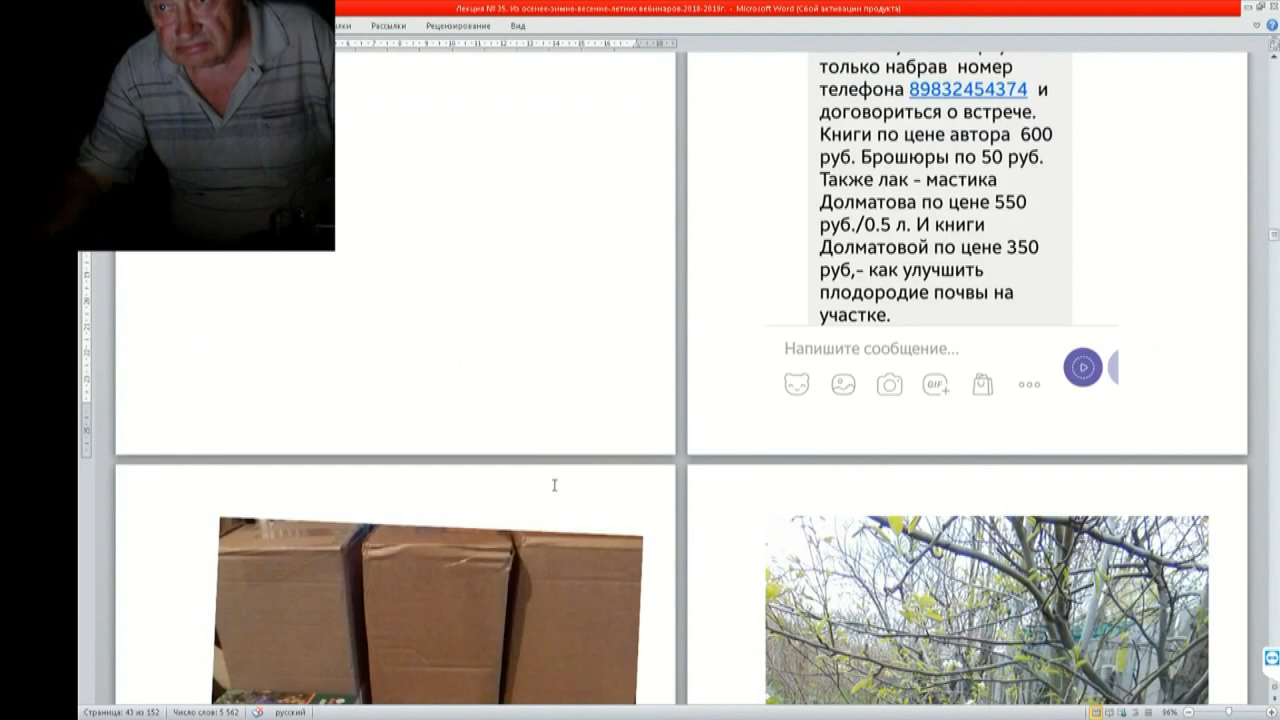 Лекция № 35. Из осенее-зимне-весенне-летних вебинаров.2018-2019г. - Microsoft Word (Сбой активации продукта)
Рассылки Рецензирование Вид
только набрав номер
телефона 89832454374 и
договориться о встрече.
Книги по цене автора 600
руб. Брошюры по 50 руб.
Также лак - мастика
Долматова по цене 550
руб./0.5 л. И книги
Долматовой по цене 350
руб,- как улучшить
плодородие почвы на
участке.
Напишите сообщение...
GIF
Страница: 43 из 152 Число слов: 5 562 русский 96%